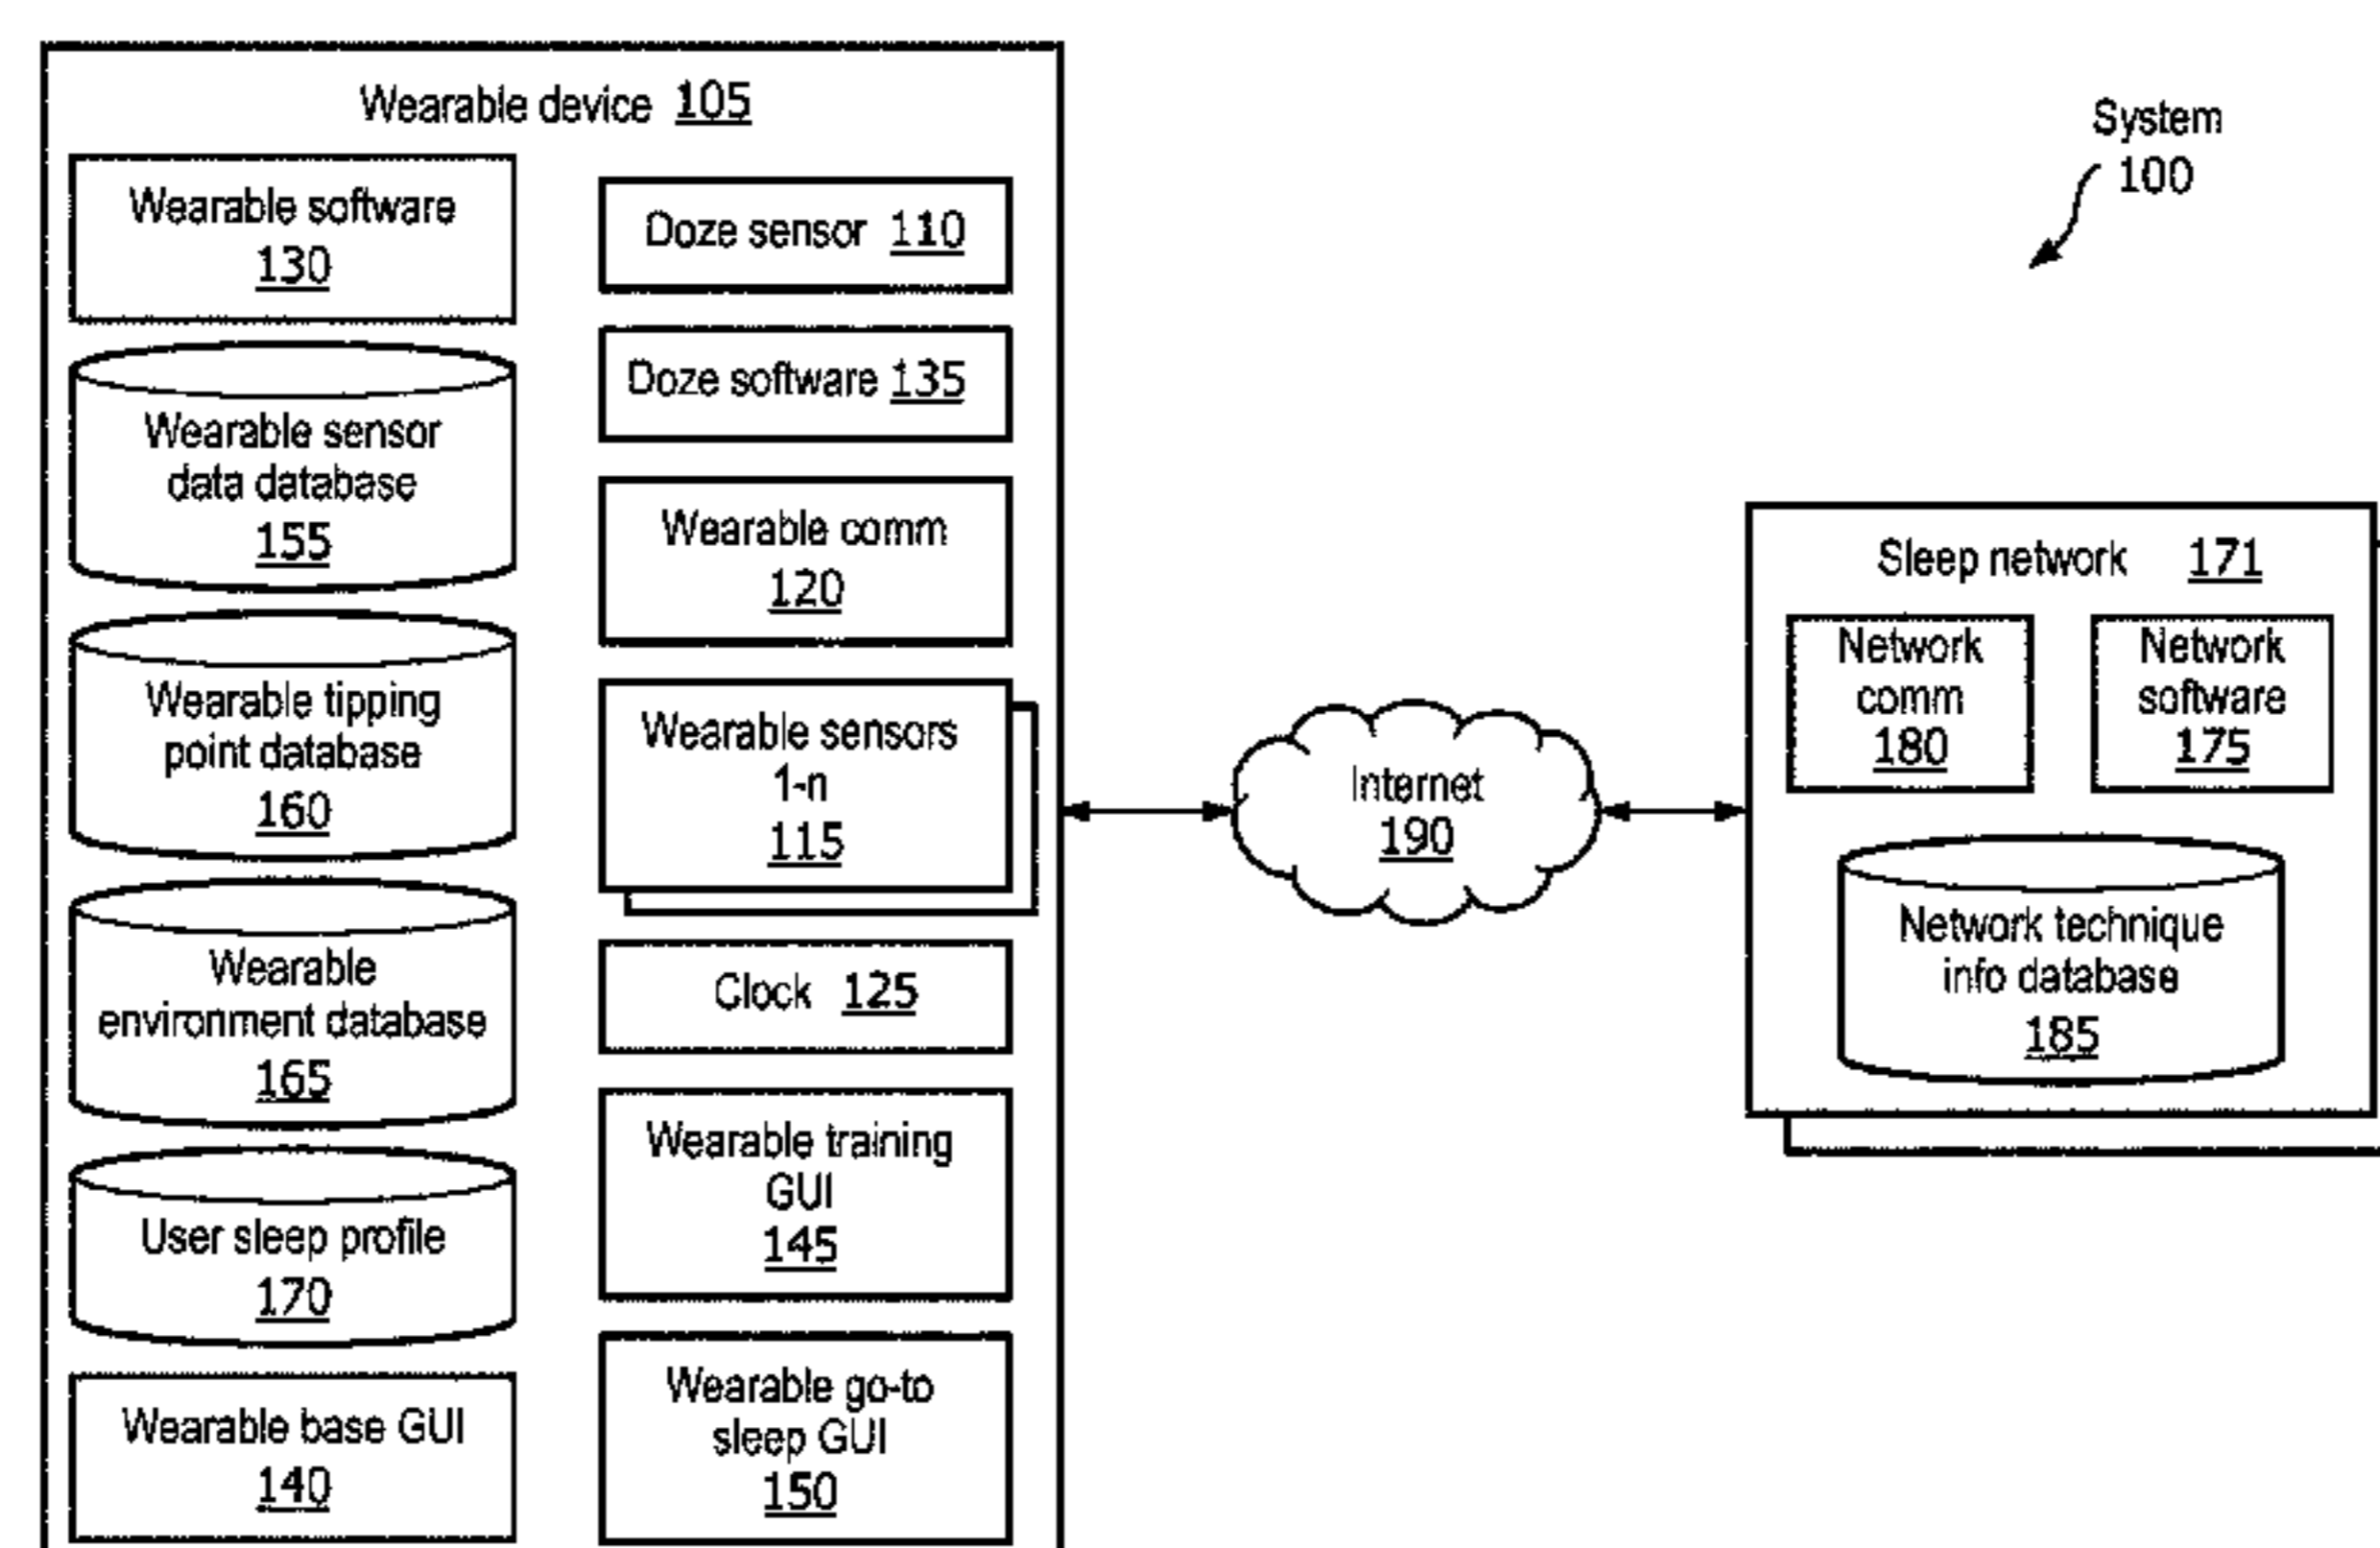 Wearable device 105
Wearable software
130
Wearable sensor
data database
155
Wearable tipping
point database
160
Wearable
environment database
165
User sleep profile
170
Wearable base GUI
140
Doze sensor 110
Doze software 135
Wearable comm
120
Wearable sensors
1-n
115
Clock 125
Wearable training
GUI
145
Wearable go-to
sleep GUI
150
Internet
190
System
100
Sleep network 171
Network
comm
180
Network
software
175
Network technique
info database
185